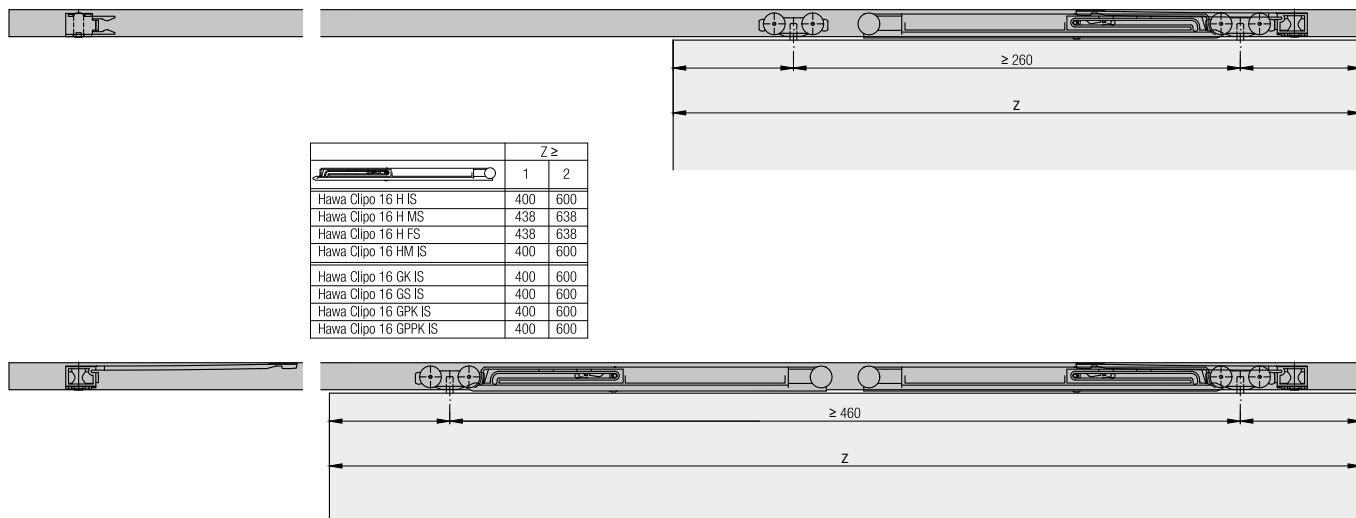 ≥ 260
Z
Z ≥
1 2
Hawa Clipo 16 H IS 400 600
Hawa Clipo 16 H MS 438 638
Hawa Clipo 16 H FS 438 638
Hawa Clipo 16 HM IS 400 600
Hawa Clipo 16 GK IS 400 600
Hawa Clipo 16 GS IS 400 600
Hawa Clipo 16 GPK IS 400 600
Hawa Clipo 16 GPPK IS 400 600
≥ 460
Z